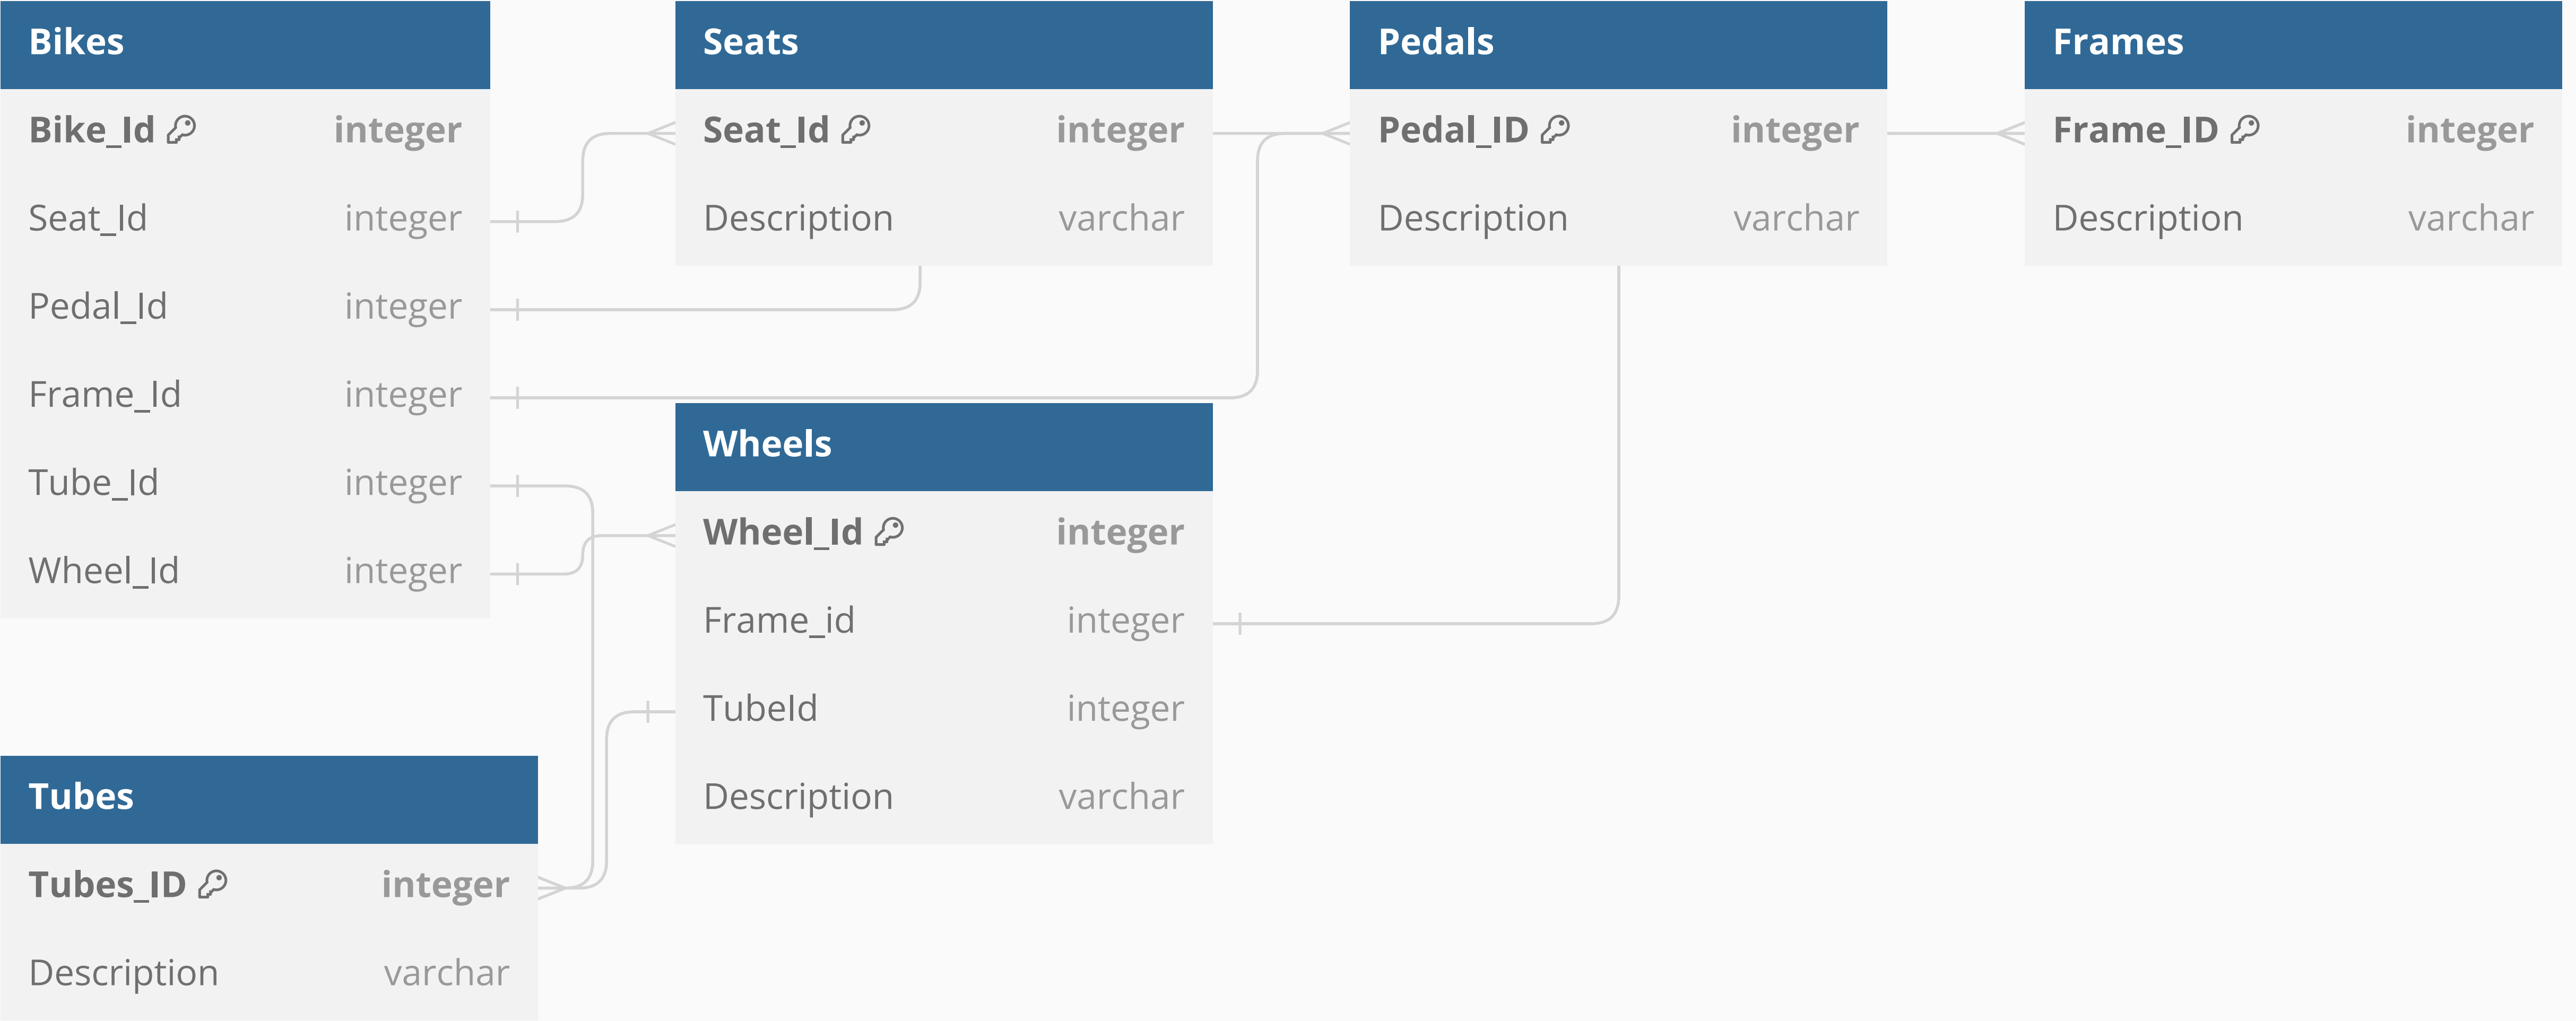 Bikes
Bike_Id integer
Seat_Id integer
Pedal_Id integer
Frame_Id integer
Tube_Id integer
Wheel_Id integer
Seats
Seat_Id integer
Description varchar
Pedals
Pedal_ID integer
Description varchar
Frames
Frame_ID integer
Description varchar
Wheels
Wheel_Id integer
Frame_id integer
TubeId integer
Description varchar
Tubes
Tubes_ID integer
Description varchar